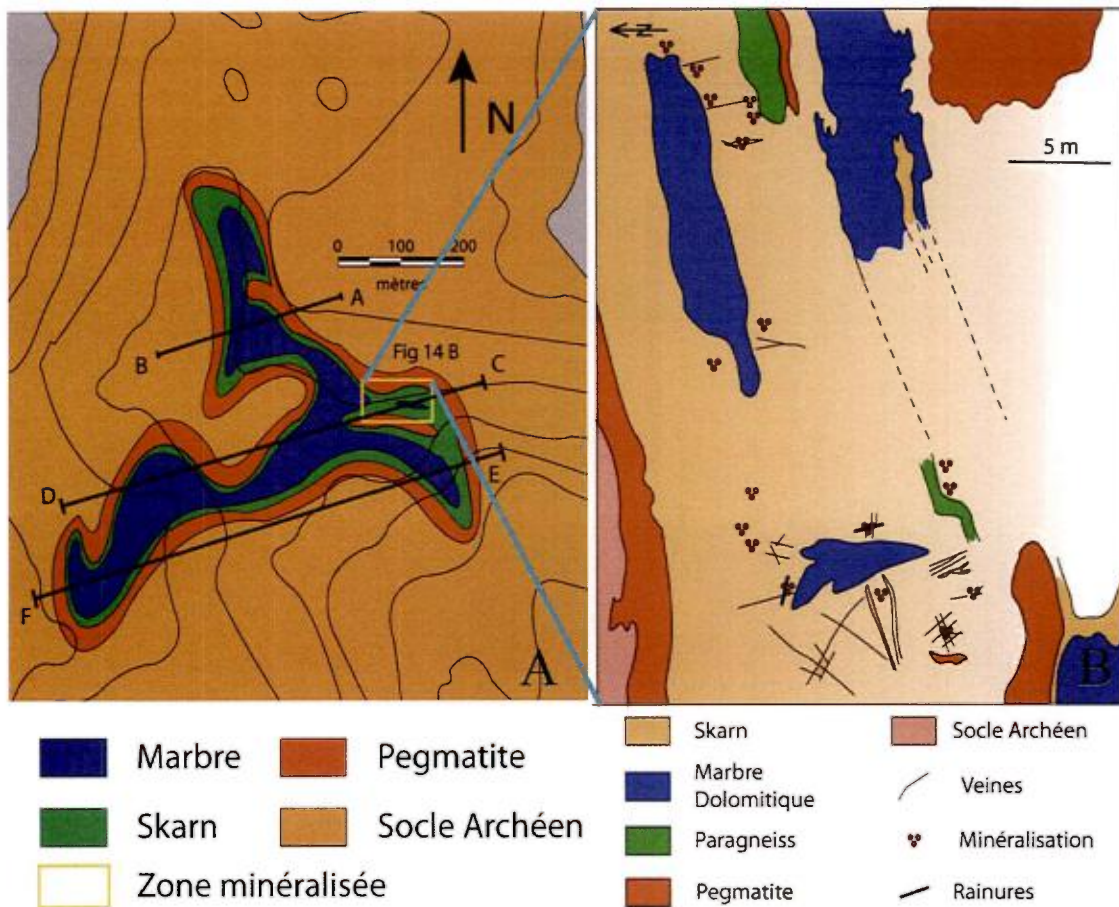 N
0 100 200
mètres
A
B
Fig 14 B
C
D
E
F
A
N
5 m
B
Marbre
Pegmatite
Skarn
Socle Archéen
Zone minéralisée
Skarn
Socle Archéen
Marbre
Dolomitique
Veines
Paragneiss
Minéralisation
Pegmatite
Rainures